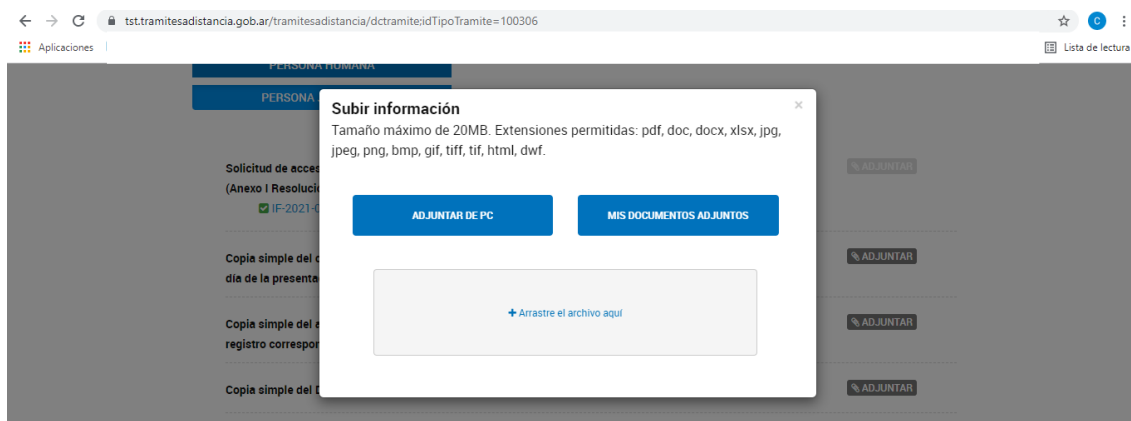 tst.tramitesadistancia.gob.ar/tramitesadistancia/dctramite;idTipoTramite=100306
C
Aplicaciones
Lista de lectura
PERSONA HUMANA
PERSONA
Subir información
×
Tamaño máximo de 20MB. Extensiones permitidas: pdf, doc, docx, xlsx, jpg,
jpeg, png, bmp, gif, tiff, tif, html, dwf.
Solicitud de acces
ADJUNTAR
(Anexo I Resoluci
IF-2021-0
ADJUNTAR DE PC
MIS DOCUMENTOS ADJUNTOS
Copia simple del
ADJUNTAR
día de la presenta
+ Arrastre el archivo aquí
Copia simple del a
ADJUNTAR
registro correspon
Copia simple del D
ADJUNTAR